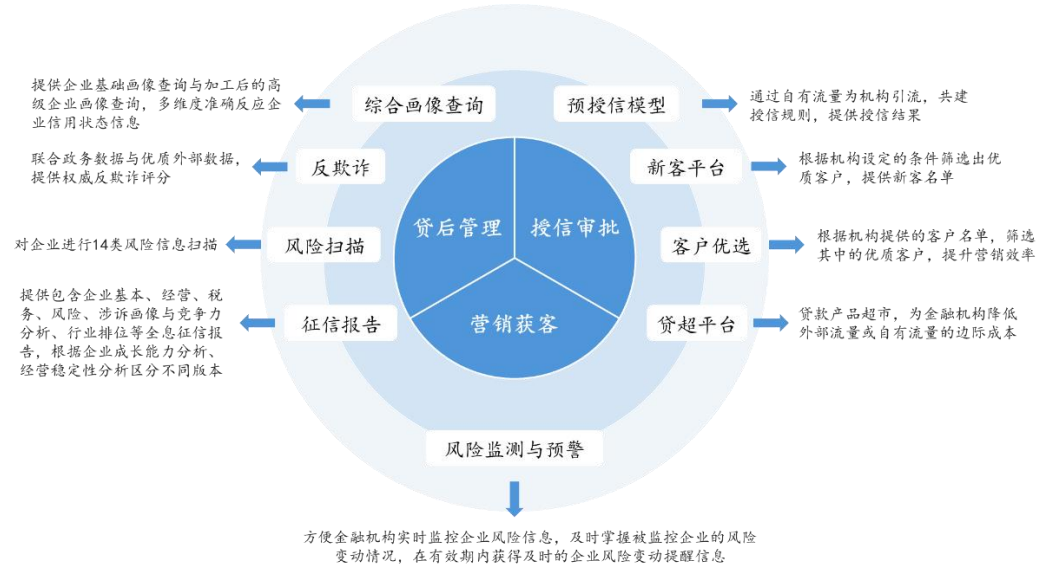 提供企业基础画像查询与加工后的高
级企业画像查询，多维度准确反应企
业信用状态信息
综合画像查询
预授信模型
通过自有流量为机构引流，共建
授信规则，提供授信结果
联合政务数据与优质外部数据，
提供权威反欺诈评分
反欺诈
新客平台
根据机构设定的条件筛选出优
质客户，提供新客名单
贷后管理
授信审批
对企业进行14类风险信息扫描
风险扫描
客户优选
根据机构提供的客户名单，筛选
其中的优质客户，提升营销效率
提供包含企业基本、经营、税
务、风险、涉诉画像与竞争力
分析、行业排位等全息征信报
告，根据企业成长能力分析、
经营稳定性分析区分不同版本
征信报告
营销获客
贷超平台
贷款产品超市，为金融机构降低
外部流量或自有流量的边际成本
风险监测与预警
方便金融机构实时监控企业风险信息，及时掌握被监控企业的风险
变动情况，在有效期内获得及时的企业风险变动提醒信息